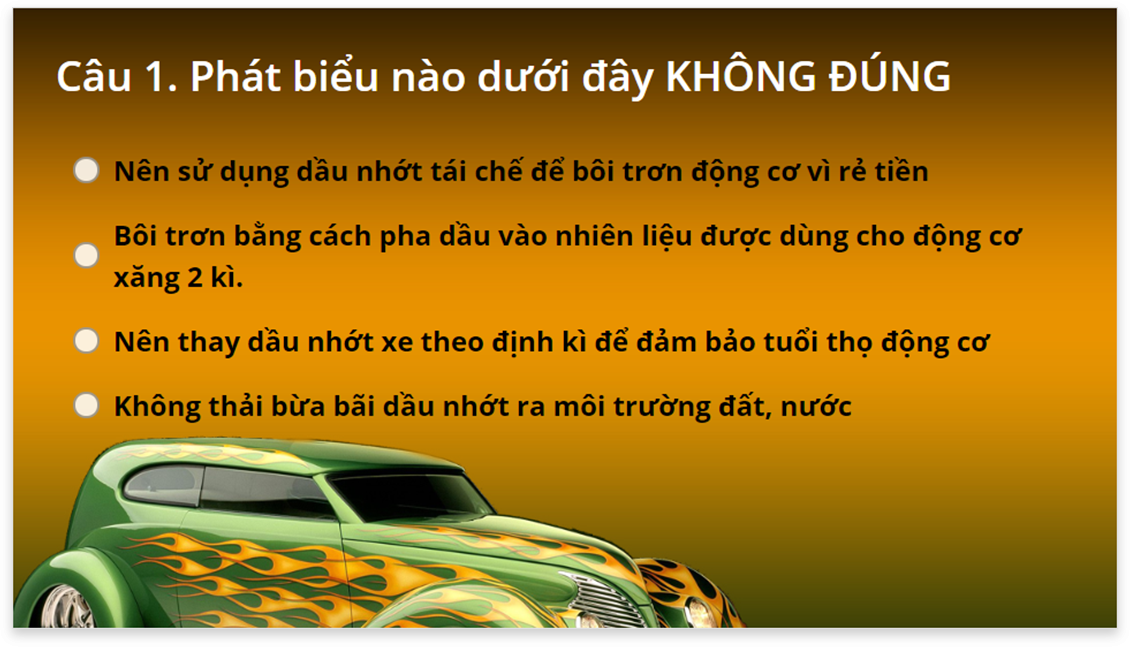 Câu 1. Phát biểu nào dưới đây KHÔNG ĐÚNG
Nên sử dụng dầu nhớt tái chế để bôi trơn động cơ vì rẻ tiền
Bôi trơn bằng cách pha dầu vào nhiên liệu được dùng cho động cơ
xăng 2 kì.
Nên thay dầu nhớt xe theo định kì để đảm bảo tuổi thọ động cơ
Không thải bừa bãi dầu nhớt ra môi trường đất, nước